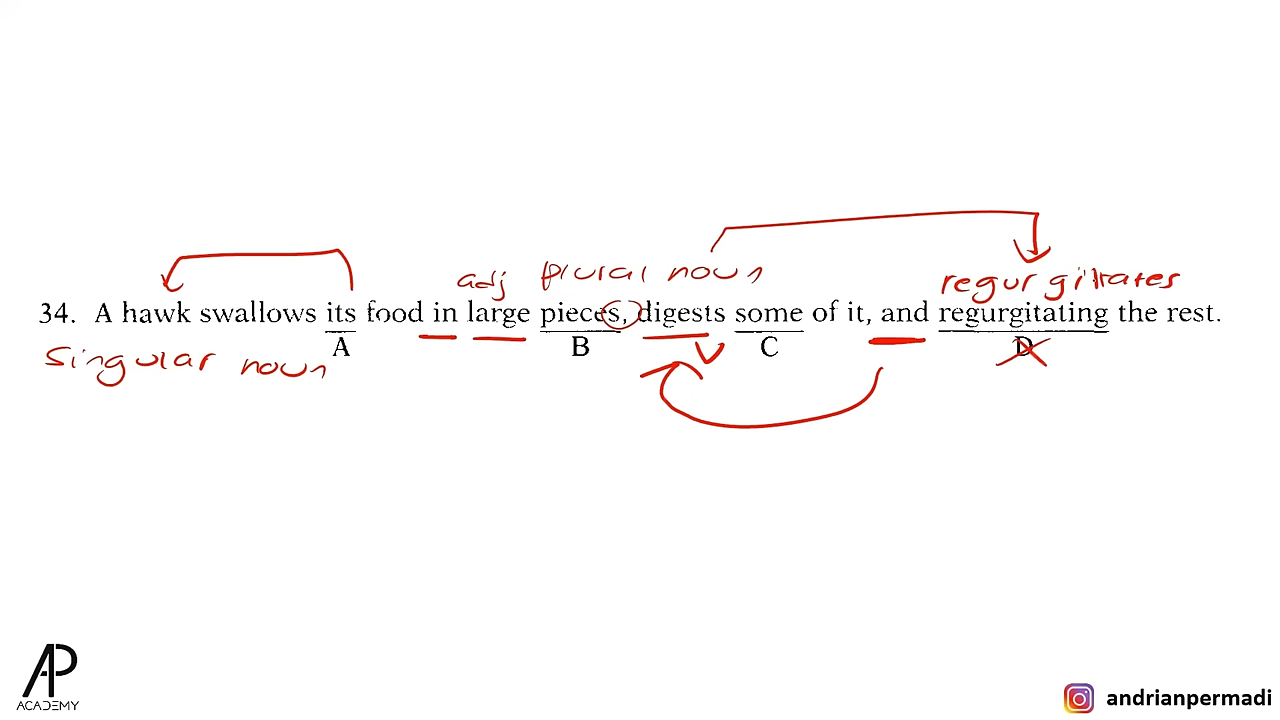 adj plural noun regurgitates
34. A hawk swallows its food in large pieces, digests some of it, and regurgitating the rest.
A B C D
Singular noun V
AP
ACADEMY
andrianpermadi